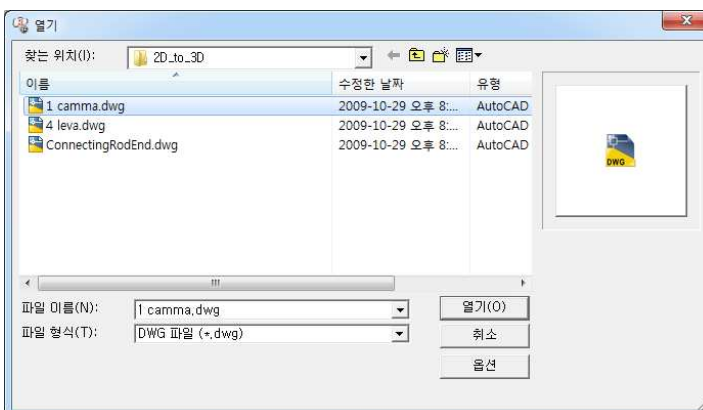 열기
찾는 위치(I): 2D_to_3D
이름 수정한 날짜 유형
1 camma.dwg 2009-10-29 오후 8:... AutoCAD
4 leva.dwg 2009-10-29 오후 8:... AutoCAD
ConnectingRodEnd.dwg 2009-10-29 오후 8:... AutoCAD
DWG
파일 이름(N): 1 camma.dwg 열기(O)
파일 형식(T): DWG 파일 (*.dwg) 취소
옵션